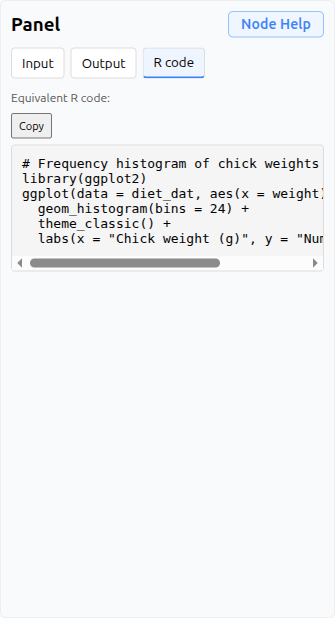 Panel
Node Help
Input
Output
R code
Equivalent R code:
Copy
# Frequency histogram of chick weights
library(ggplot2)
ggplot(data = diet_dat, aes(x = weight)
  geom_histogram(bins = 24) +
  theme_classic() +
  labs(x = "Chick weight (g)", y = "Num